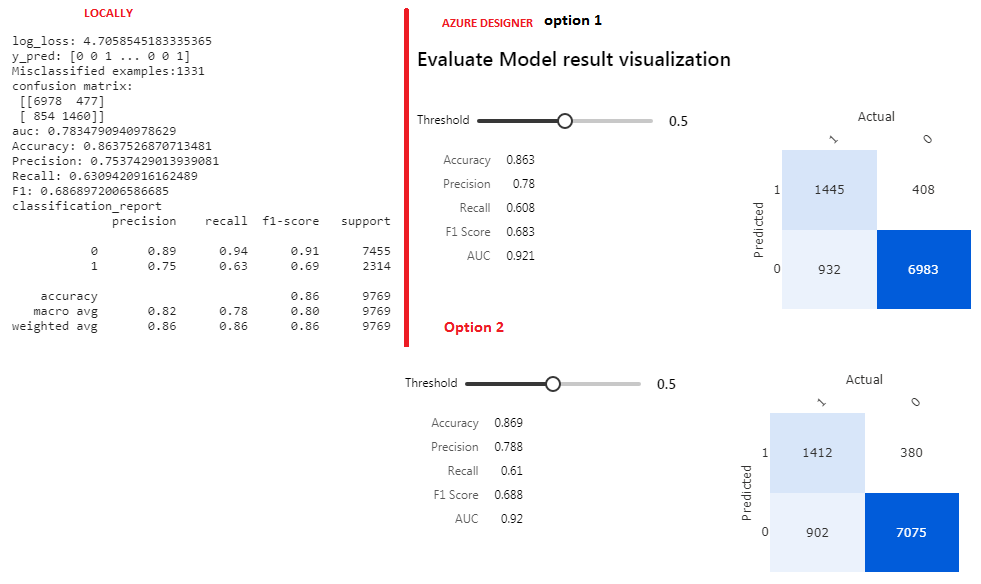 LOCALLY
log_loss: 4.7058545183335365
y_pred: [0 0 1 ... 0 0 1]
Misclassified examples:1331
confusion matrix:
[[6978  477]
[ 854 1460]]
auc: 0.7834790940978629
Accuracy: 0.8637526870713481
Precision: 0.7537429013939081
Recall: 0.6309420916162489
F1: 0.6868972006586685
classification_report
precision    recall  f1-score   support
0       0.89      0.94      0.91      7455
1       0.75      0.63      0.69      2314
accuracy                           0.86      9769
macro avg       0.82      0.78      0.80      9769
weighted avg       0.86      0.86      0.86      9769
AZURE DESIGNER option 1
Evaluate Model result visualization
Threshold 0.5
Accuracy 0.863
Precision 0.78
Recall 0.608
F1 Score 0.683
AUC 0.921
Actual
1 0
Predicted
1 1445 408
0 932 6983
Option 2
Threshold 0.5
Accuracy 0.869
Precision 0.788
Recall 0.61
F1 Score 0.688
AUC 0.92
Actual
1 0
Predicted
1 1412 380
0 902 7075